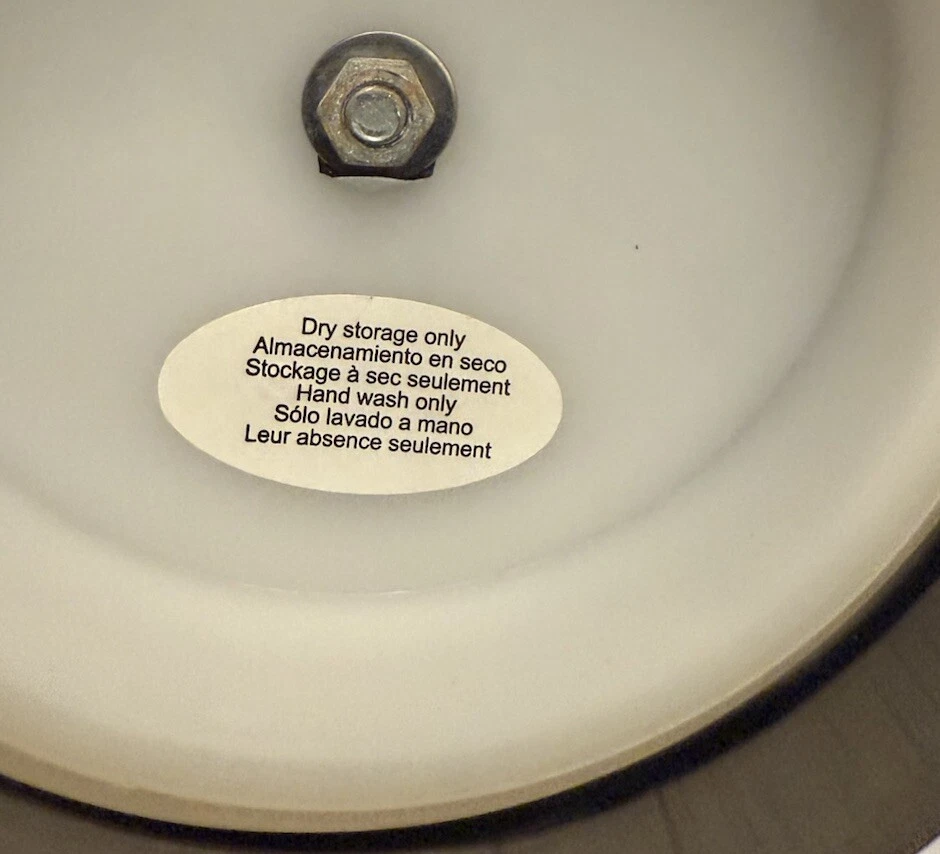 Dry storage only
Almacenamiento en seco
Stockage à sec seulement
Hand wash only
Sólo lavado a mano
Leur absence seulement